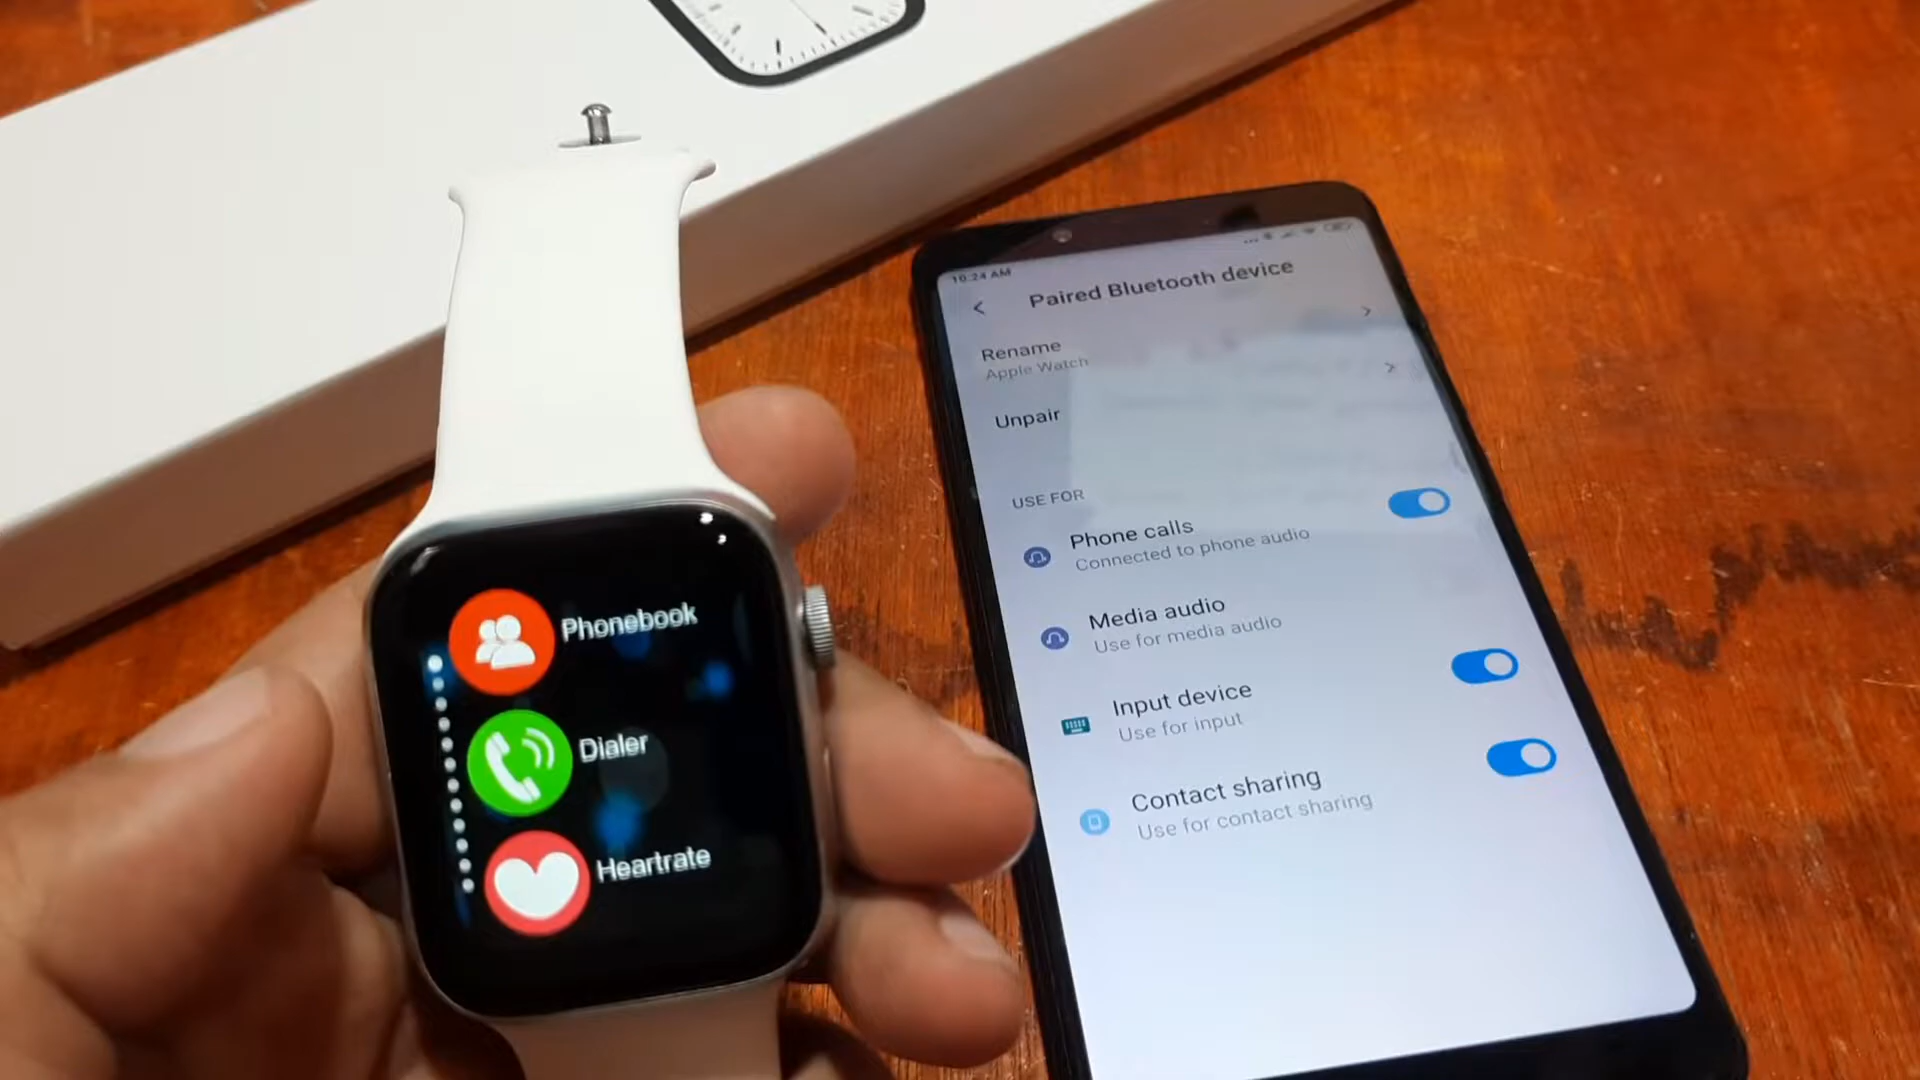 Phonebook
Dialer
Heartrate
10:24 AM
Paired Bluetooth device
Rename
Apple Watch
Unpair
USE FOR
Phone calls
Connected to phone audio
Media audio
Use for media audio
Input device
Use for input
Contact sharing
Use for contact sharing